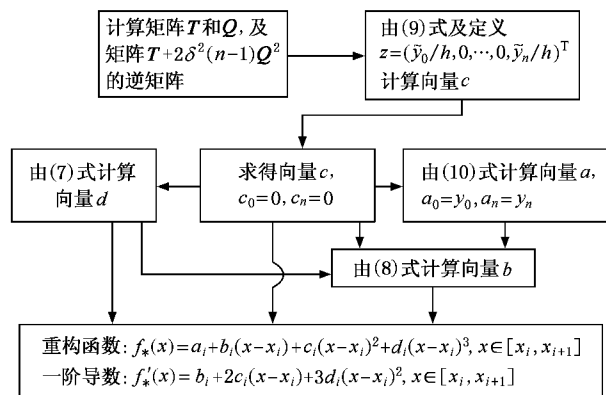 计算矩阵T和Q,及
矩阵T+2δ²(n-1)Q²
的逆矩阵
由(9)式及定义
z=(ỹ₀/h,0,⋯,0,ỹₙ/h)ᵀ
计算向量c
由(7)式计算
向量d
求得向量c,
c₀=0,cₙ=0
由(10)式计算向量a,
a₀=y₀,aₙ=yₙ
由(8)式计算向量b
重构函数:f*(x)=aᵢ+bᵢ(x-xᵢ)+cᵢ(x-xᵢ)²+dᵢ(x-xᵢ)³,x∈[xᵢ,xᵢ₊₁]
一阶导数:f*′(x)=bᵢ+2cᵢ(x-xᵢ)+3dᵢ(x-xᵢ)²,x∈[xᵢ,xᵢ₊₁]